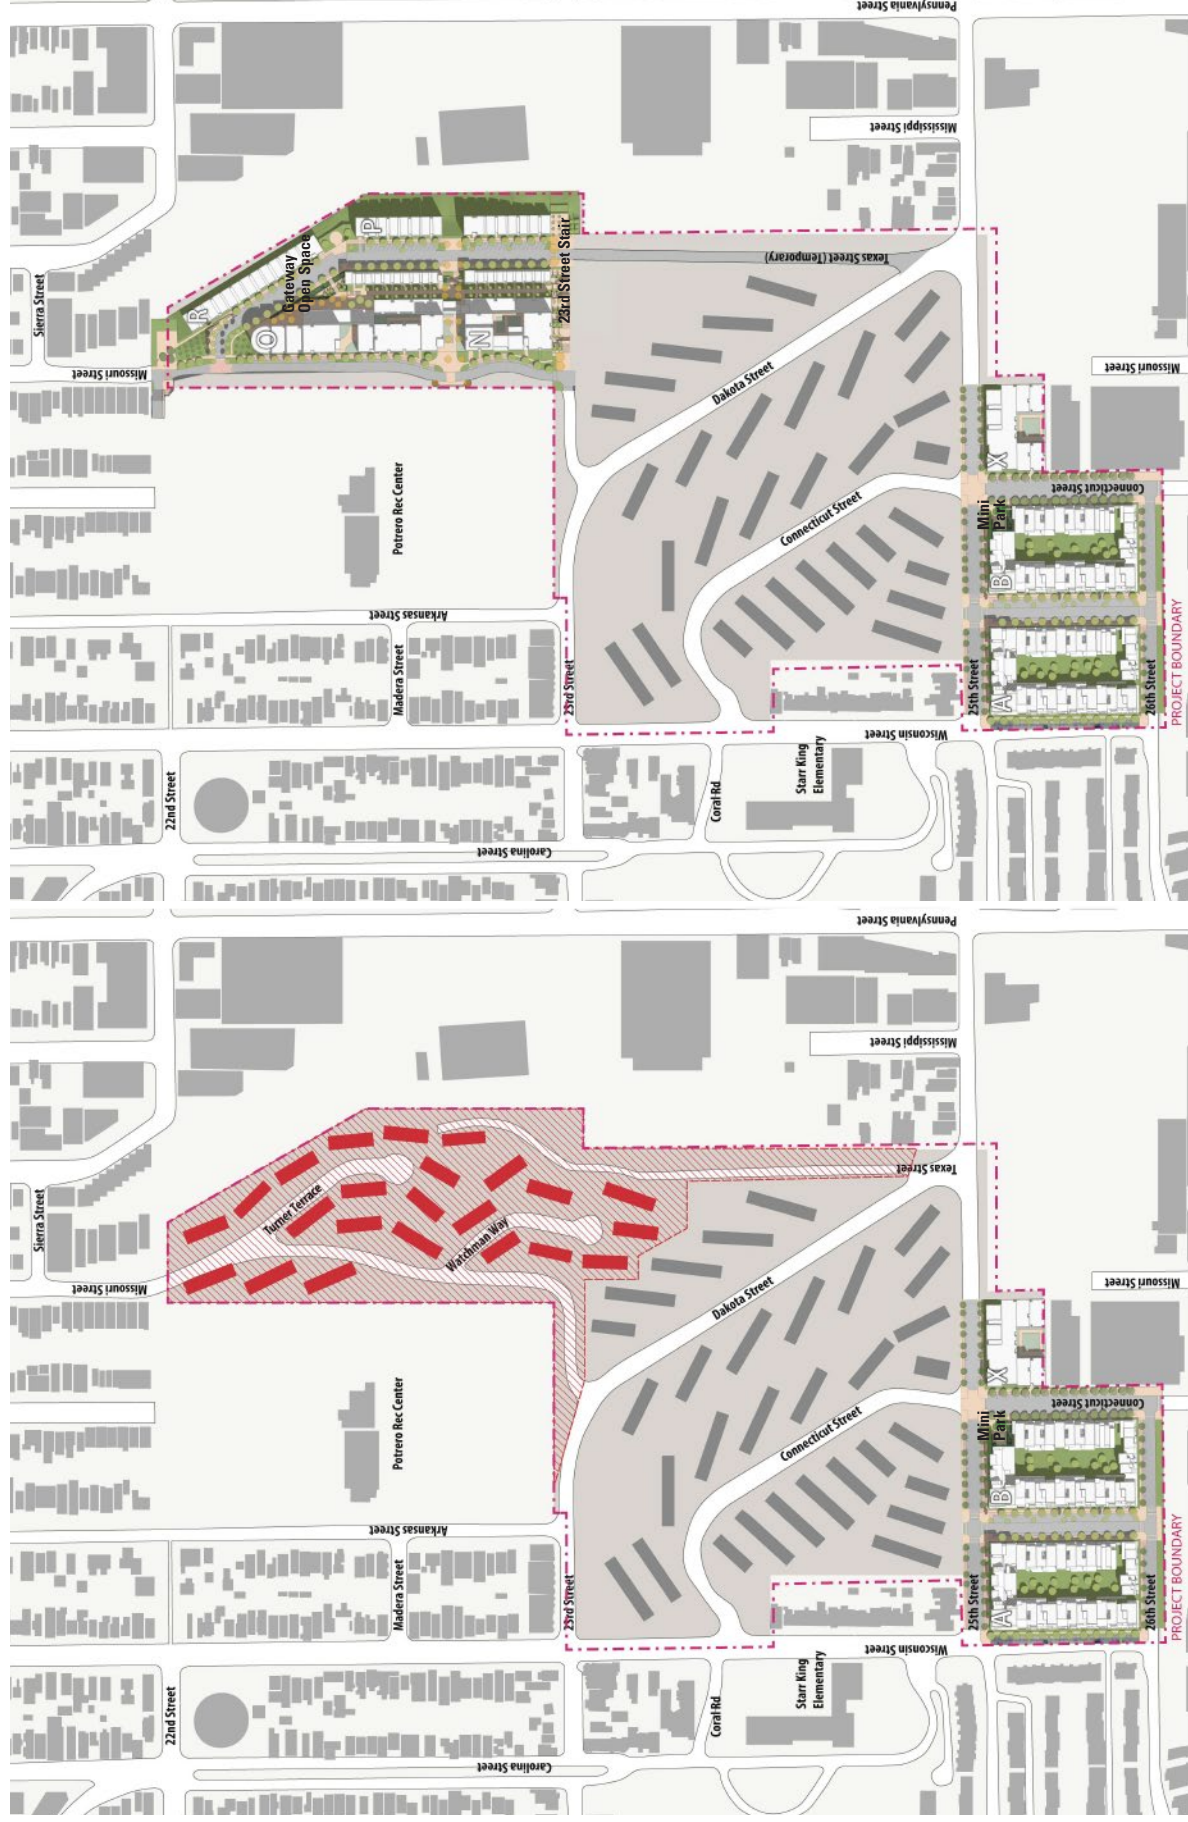 Pennsylvania Street
Mississippi Street
Sierra Street
Missouri Street
R
P
Gateway
Open Space
O
N
23rd Street Stair
Texas Street (Temporary)
Dakota Street
Missouri Street
Potrero Rec Center
Connecticut Street
X
Connecticut Street
Mini
Park
B
Arkansas Street
Madera Street
23rd Street
25th Street
A
26th Street
PROJECT BOUNDARY
Wisconsin Street
22nd Street
Coral Rd
Starr King
Elementary
Carolina Street
Pennsylvania Street
Mississippi Street
Sierra Street
Missouri Street
Turner Terrace
Watchman Way
Texas Street
Dakota Street
Missouri Street
Potrero Rec Center
Connecticut Street
X
Connecticut Street
Mini
Park
B
Arkansas Street
Madera Street
23rd Street
25th Street
A
26th Street
PROJECT BOUNDARY
Wisconsin Street
22nd Street
Coral Rd
Starr King
Elementary
Carolina Street